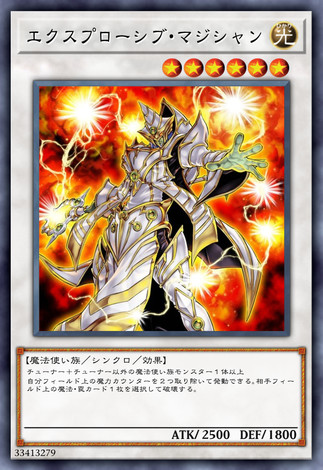 エクスプローシブ・マジシャン
光
【魔法使い族／シンクロ／効果】
チューナー＋チューナー以外の魔法使い族モンスター１体以上
自分フィールド上の魔力カウンターを２つ取り除いて発動できる。相手フィー
ルド上の魔法・罠カード１枚を選択して破壊する。
ATK/ 2500 DEF/1800
33413279